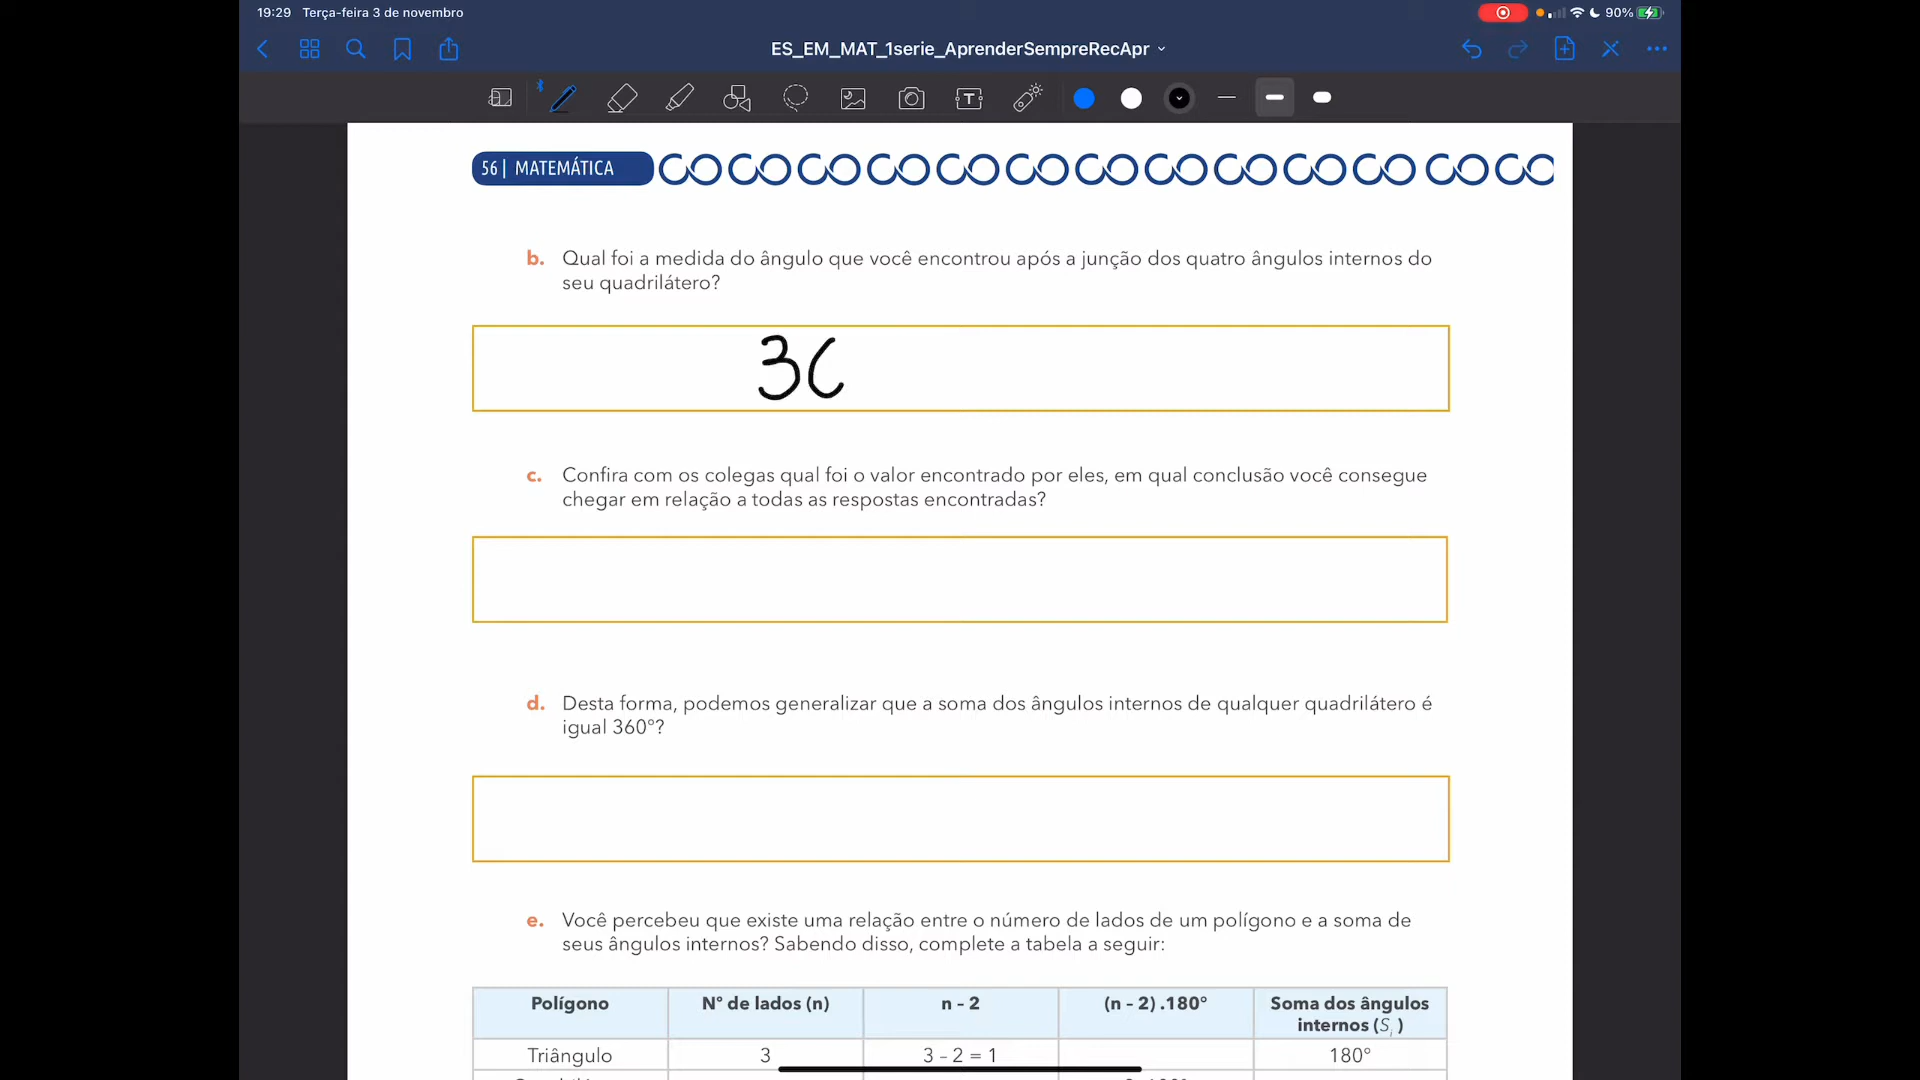 19:29 Terça-feira 3 de novembro
90%
ES_EM_MAT_1serie_AprenderSempreRecApr
56| MATEMÁTICA
b. Qual foi a medida do ângulo que você encontrou após a junção dos quatro ângulos internos do
seu quadrilátero?
c. Confira com os colegas qual foi o valor encontrado por eles, em qual conclusão você consegue
chegar em relação a todas as respostas encontradas?
d. Desta forma, podemos generalizar que a soma dos ângulos internos de qualquer quadrilátero é
igual 360°?
e. Você percebeu que existe uma relação entre o número de lados de um polígono e a soma de
seus ângulos internos? Sabendo disso, complete a tabela a seguir:
Polígono N° de lados (n) n – 2 (n – 2) .180° Soma dos ângulos
internos (Si)
Triângulo 3 3 – 2 = 1 180°